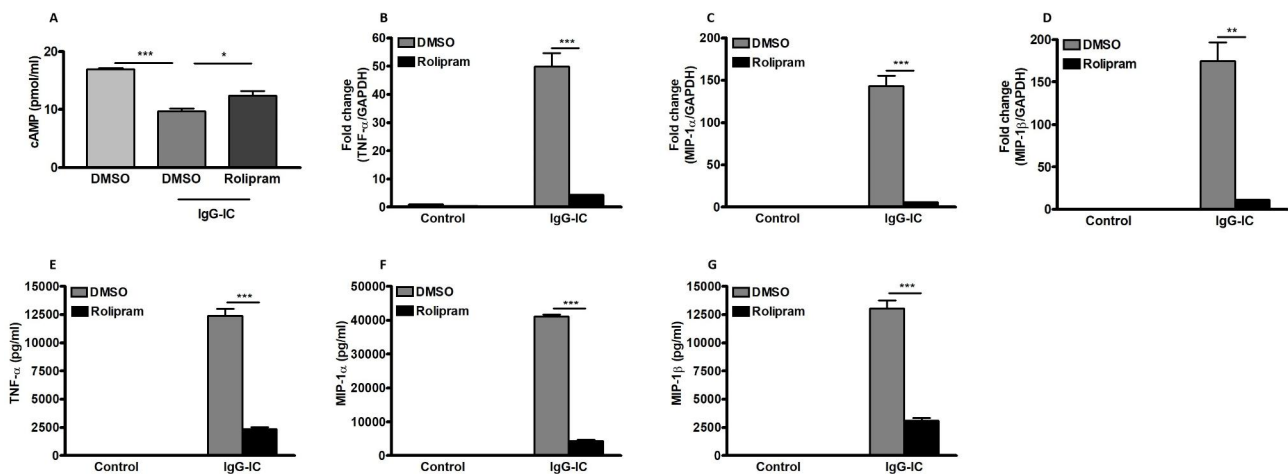 A
cAMP (pmol/ml)
20
10
0
***
*
DMSO
DMSO
Rolipram
IgG-IC
B
Fold change
(TNF-α/GAPDH)
60
50
40
30
20
10
0
DMSO
Rolipram
***
Control
IgG-IC
C
Fold change
(MIP-1α/GAPDH)
200
150
100
50
0
DMSO
Rolipram
***
Control
IgG-IC
D
Fold change
(MIP-1β/GAPDH)
200
150
100
50
0
DMSO
Rolipram
**
Control
IgG-IC
E
TNF-α (pg/ml)
15000
12500
10000
7500
5000
2500
0
DMSO
Rolipram
***
Control
IgG-IC
F
MIP-1α (pg/ml)
50000
40000
30000
20000
10000
0
DMSO
Rolipram
***
Control
IgG-IC
G
MIP-1β (pg/ml)
15000
12500
10000
7500
5000
2500
0
DMSO
Rolipram
***
Control
IgG-IC